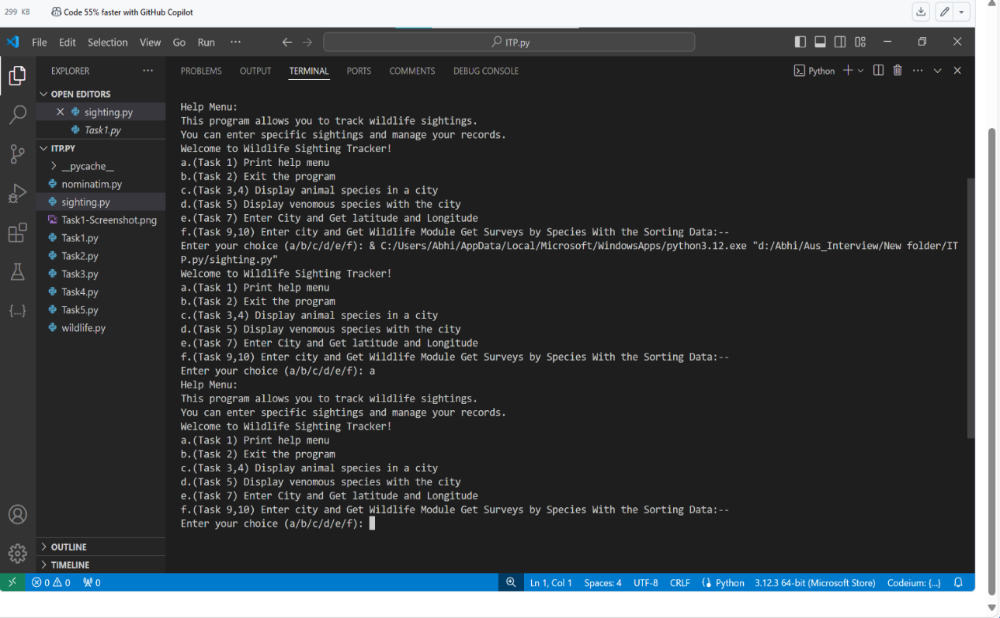 299 KB
Code 55% faster with GitHub Copilot
File Edit Selection View Go Run ···
ITP.py
EXPLORER ···
OPEN EDITORS
sighting.py
Task1.py
ITP.PY
__pycache__
nominatim.py
sighting.py
Task1-Screenshot.png
Task1.py
Task2.py
Task3.py
Task4.py
Task5.py
wildlife.py
OUTLINE
TIMELINE
PROBLEMS OUTPUT TERMINAL PORTS COMMENTS DEBUG CONSOLE
Python
Help Menu:
This program allows you to track wildlife sightings.
You can enter specific sightings and manage your records.
Welcome to Wildlife Sighting Tracker!
a.(Task 1) Print help menu
b.(Task 2) Exit the program
c.(Task 3,4) Display animal species in a city
d.(Task 5) Display venomous species with the city
e.(Task 7) Enter City and Get latitude and Longitude
f.(Task 9,10) Enter city and Get Wildlife Module Get Surveys by Species With the Sorting Data:--
Enter your choice (a/b/c/d/e/f): & C:/Users/Abhi/AppData/Local/Microsoft/WindowsApps/python3.12.exe "d:/Abhi/Aus_Interview/New folder/IT
P.py/sighting.py"
Welcome to Wildlife Sighting Tracker!
a.(Task 1) Print help menu
b.(Task 2) Exit the program
c.(Task 3,4) Display animal species in a city
d.(Task 5) Display venomous species with the city
e.(Task 7) Enter City and Get latitude and Longitude
f.(Task 9,10) Enter city and Get Wildlife Module Get Surveys by Species With the Sorting Data:--
Enter your choice (a/b/c/d/e/f): a
Help Menu:
This program allows you to track wildlife sightings.
You can enter specific sightings and manage your records.
Welcome to Wildlife Sighting Tracker!
a.(Task 1) Print help menu
b.(Task 2) Exit the program
c.(Task 3,4) Display animal species in a city
d.(Task 5) Display venomous species with the city
e.(Task 7) Enter City and Get latitude and Longitude
f.(Task 9,10) Enter city and Get Wildlife Module Get Surveys by Species With the Sorting Data:--
Enter your choice (a/b/c/d/e/f):
0 0 0 Ln 1, Col 1 Spaces: 4 UTF-8 CRLF Python 3.12.3 64-bit (Microsoft Store) Codeium: {...}